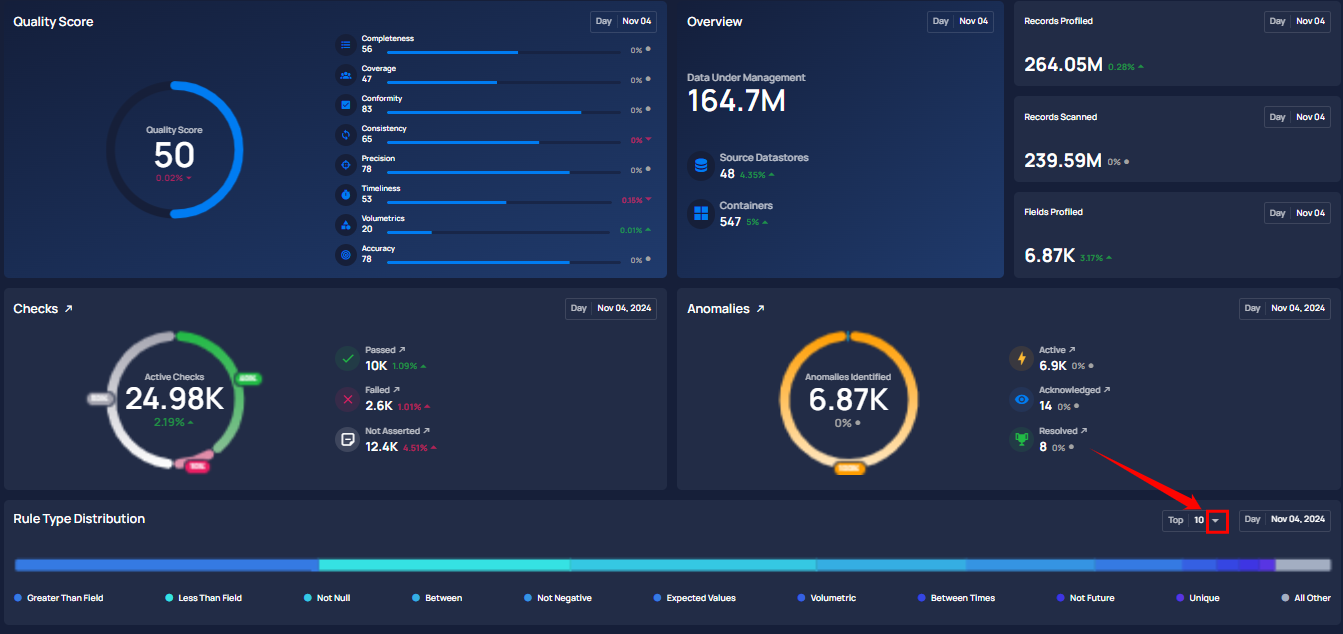 Quality Score
Day Nov 04
Completeness
56
0%
Coverage
47
0%
Conformity
83
0%
Consistency
65
0%
Precision
78
0%
Timeliness
53
0.15%
Volumetrics
20
0.01%
Accuracy
78
0%
Quality Score
50
0.02%
Overview
Day Nov 04
Data Under Management
164.7M
Source Datastores
48 4.35%
Containers
547 5%
Records Profiled
Day Nov 04
264.05M 0.28%
Records Scanned
Day Nov 04
239.59M 0%
Fields Profiled
Day Nov 04
6.87K 3.17%
Checks
Day Nov 04, 2024
Active Checks
24.98K
2.19%
Passed
10K 1.09%
Failed
2.6K 1.01%
Not Asserted
12.4K 4.51%
Anomalies
Day Nov 04, 2024
Anomalies Identified
6.87K
0%
Active
6.9K 0%
Acknowledged
14 0%
Resolved
8 0%
Rule Type Distribution
Top 10
Day Nov 04, 2024
Greater Than Field
Less Than Field
Not Null
Between
Not Negative
Expected Values
Volumetric
Between Times
Not Future
Unique
All Other